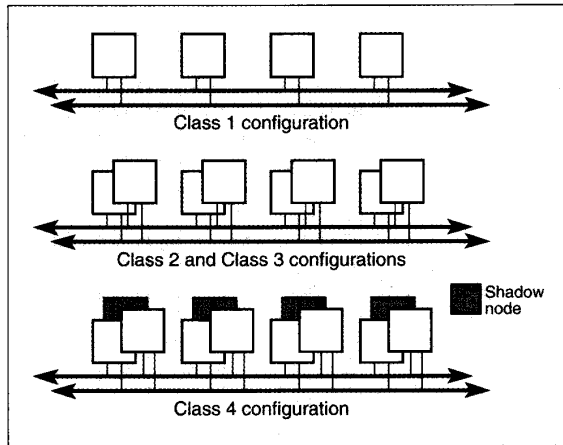 Class 1 configuration
Class 2 and Class 3 configurations
Shadow
node
Class 4 configuration